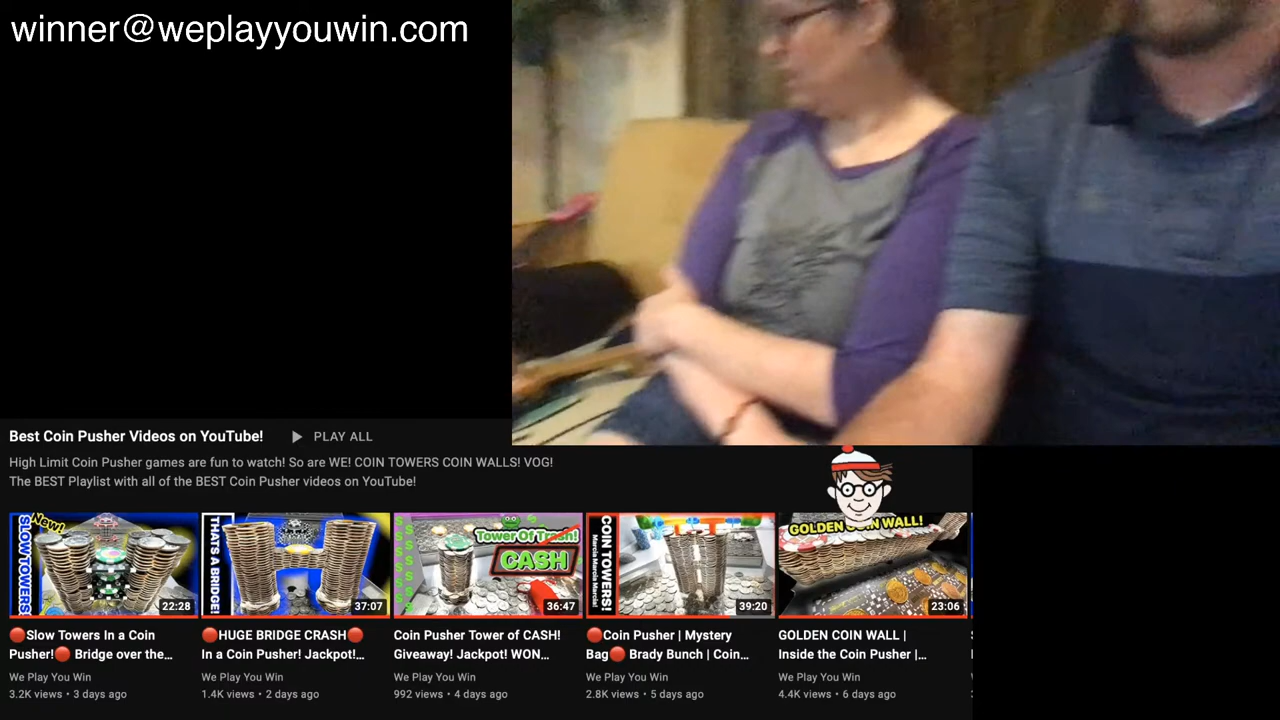 winner@weplayyouwin.com
Best Coin Pusher Videos on YouTube!
PLAY ALL
High Limit Coin Pusher games are fun to watch! So are WE! COIN TOWERS COIN WALLS! VOG!
The BEST Playlist with all of the BEST Coin Pusher videos on YouTube!
New!
SLOW TOWERS
22:28
THATS A BRIDGE!
37:07
Tower Of Trash!
CASH
36:47
COIN TOWERS!
Marcia Marcia Marcia!
39:20
GOLDEN COIN WALL!
23:06
🔴Slow Towers In a Coin
Pusher!🔴 Bridge over the...
We Play You Win
3.2K views • 3 days ago
🔴HUGE BRIDGE CRASH🔴
In a Coin Pusher! Jackpot!...
We Play You Win
1.4K views • 2 days ago
Coin Pusher Tower of CASH!
Giveaway! Jackpot! WON...
We Play You Win
992 views • 4 days ago
🔴Coin Pusher | Mystery
Bag🔴 Brady Bunch | Coin...
We Play You Win
2.8K views • 5 days ago
GOLDEN COIN WALL |
Inside the Coin Pusher |...
We Play You Win
4.4K views • 6 days ago